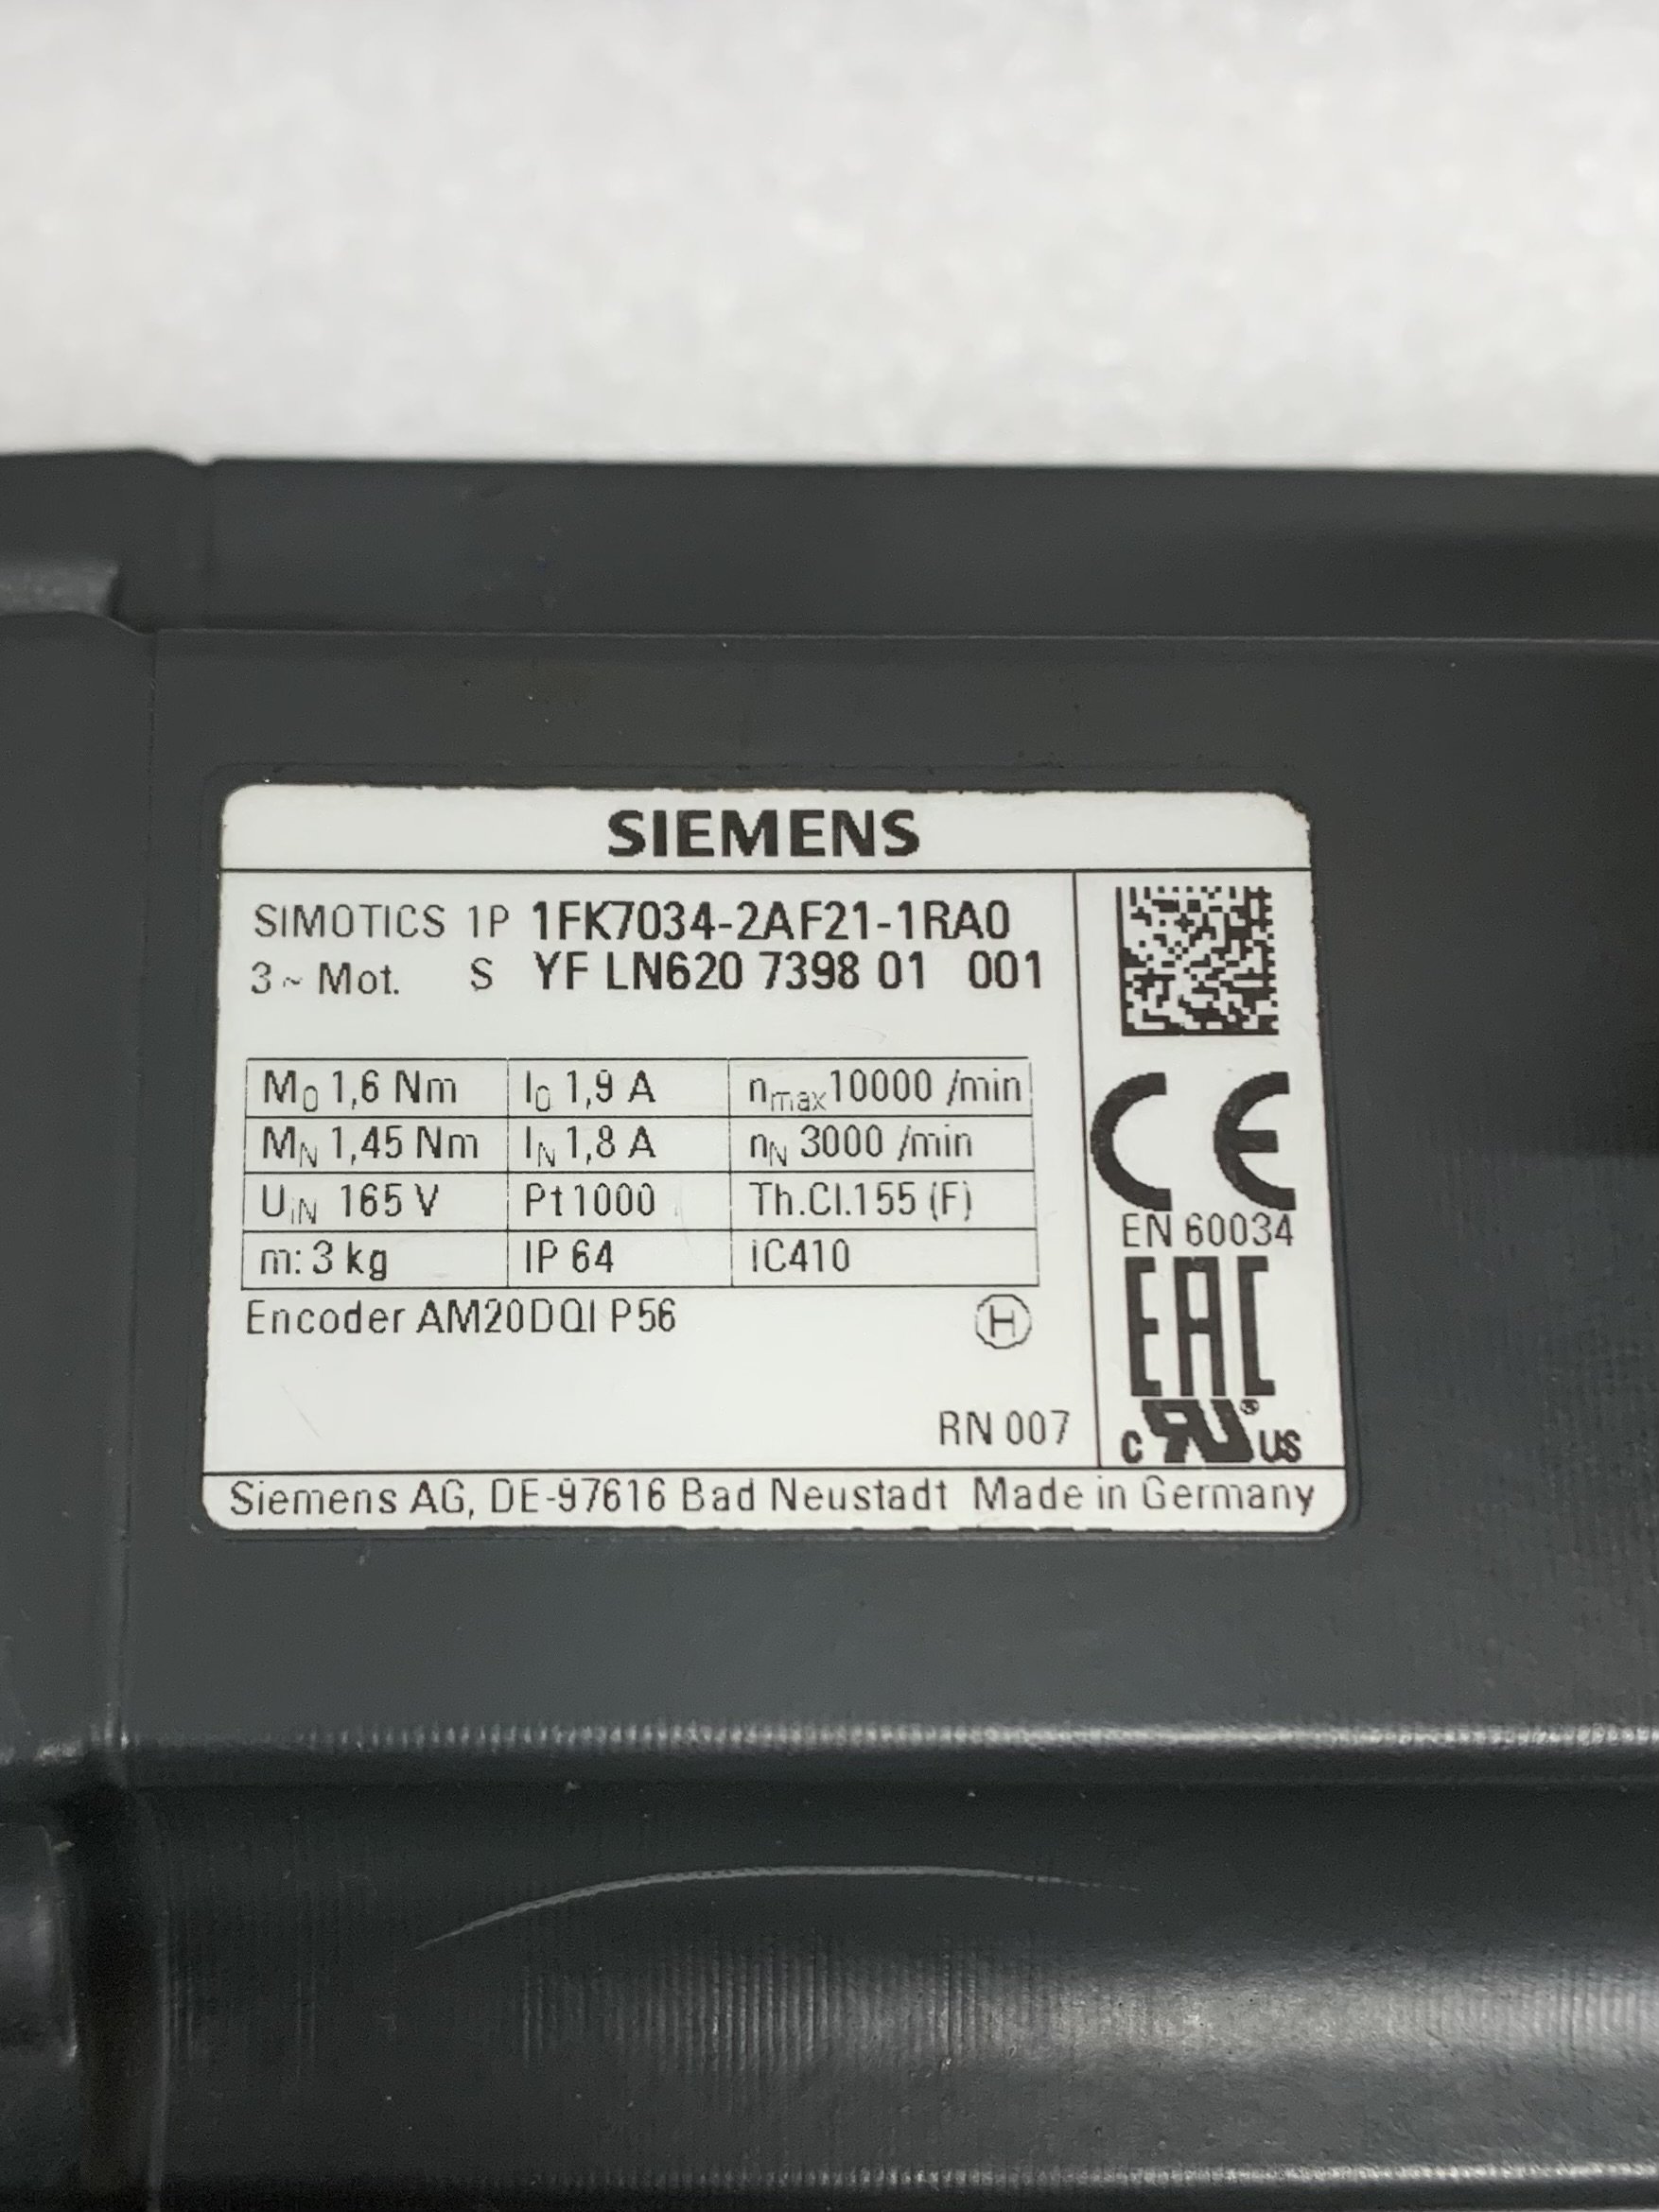 SIEMENS
SIMOTICS 1P 1FK7034-2AF21-1RA0
3~ Mot. S YF LN620 7398 01 001
M0 1,6 Nm I0 1,9 A nmax 10000 /min
MN 1,45 Nm IN 1,8 A nN 3000 /min
UIN 165 V Pt1000 Th.Cl.155 (F)
m: 3 kg IP 64 IC410
Encoder AM20DQI P56 H
RN 007
CE
EN 60034
EAC
c RU ® US
Siemens AG, DE-97616 Bad Neustadt Made in Germany